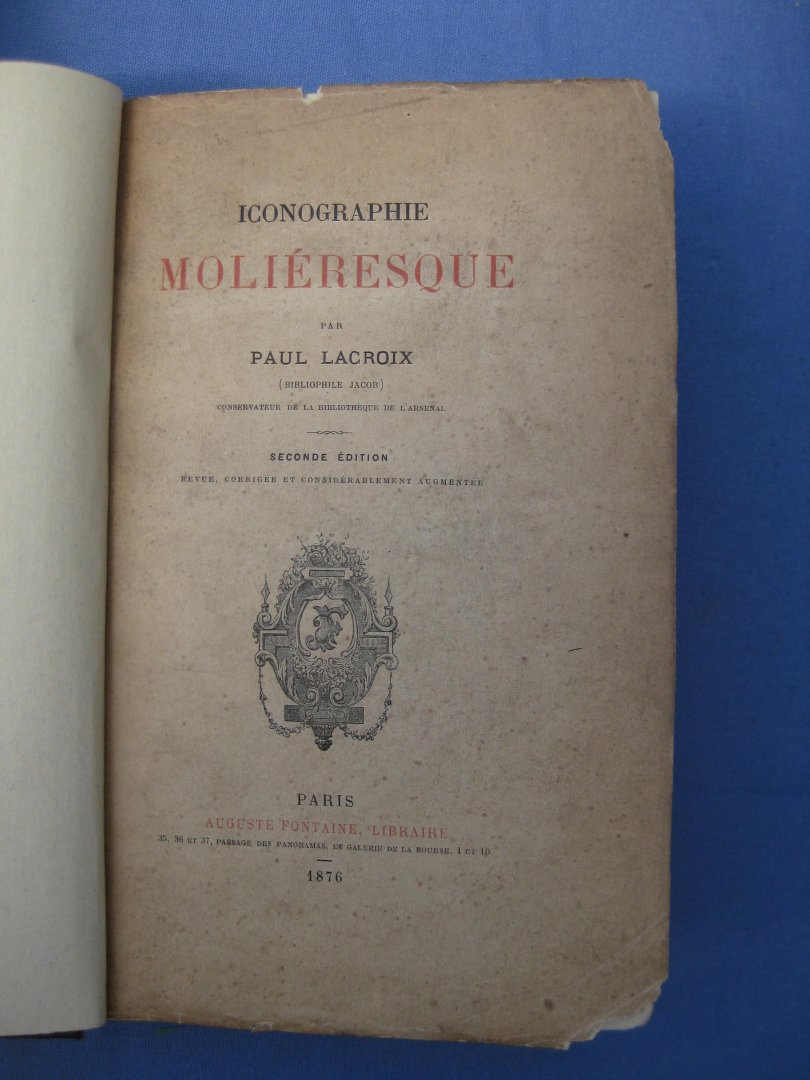 ICONOGRAPHIE
MOLIÉRESQUE
PAR
PAUL LACROIX
(BIBLIOPHILE JACOB)
CONSERVATEUR DE LA BIBLIOTHÈQUE DE L'ARSENAL
SECONDE ÉDITION
REVUE, CORRIGÉE ET CONSIDÉRABLEMENT AUGMENTÉE
AF
PARIS
AUGUSTE FONTAINE, LIBRAIRE
35, 36 ET 37, PASSAGE DES PANORAMAS, ET GALERIE DE LA BOURSE, 1 ET 10
1876